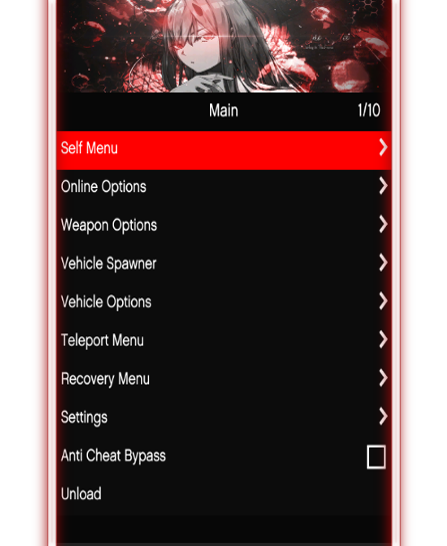 Main 1/10
Self Menu
Online Options
Weapon Options
Vehicle Spawner
Vehicle Options
Teleport Menu
Recovery Menu
Settings
Anti Cheat Bypass
Unload